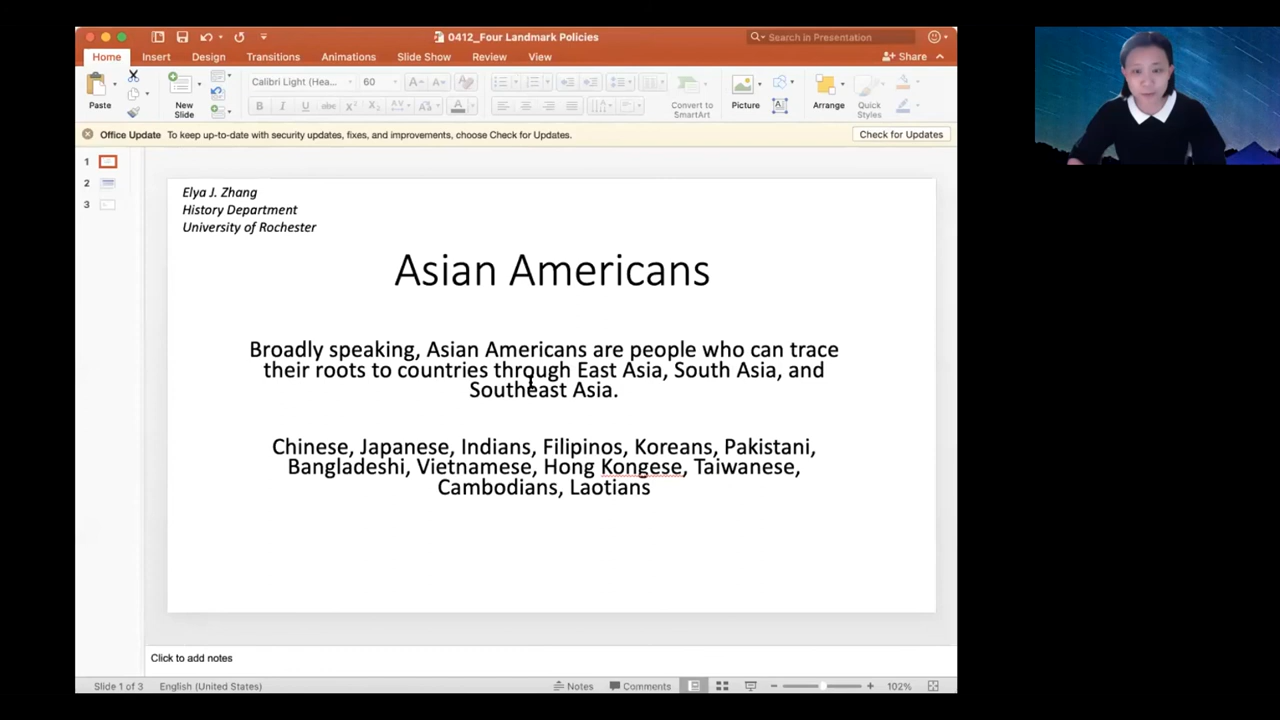 0412_Four Landmark Policies
Search in Presentation
Home Insert Design Transitions Animations Slide Show Review View
Share
Calibri Light (Hea... 60
Paste
New
Slide
Convert to
SmartArt
Picture
Arrange
Quick
Styles
Office Update To keep up-to-date with security updates, fixes, and improvements, choose Check for Updates.
Check for Updates
1
2
3
Elya J. Zhang
History Department
University of Rochester
Asian Americans
Broadly speaking, Asian Americans are people who can trace
their roots to countries through East Asia, South Asia, and
Southeast Asia.
Chinese, Japanese, Indians, Filipinos, Koreans, Pakistani,
Bangladeshi, Vietnamese, Hong Kongese, Taiwanese,
Cambodians, Laotians
Click to add notes
Slide 1 of 3 English (United States) Notes Comments 102%